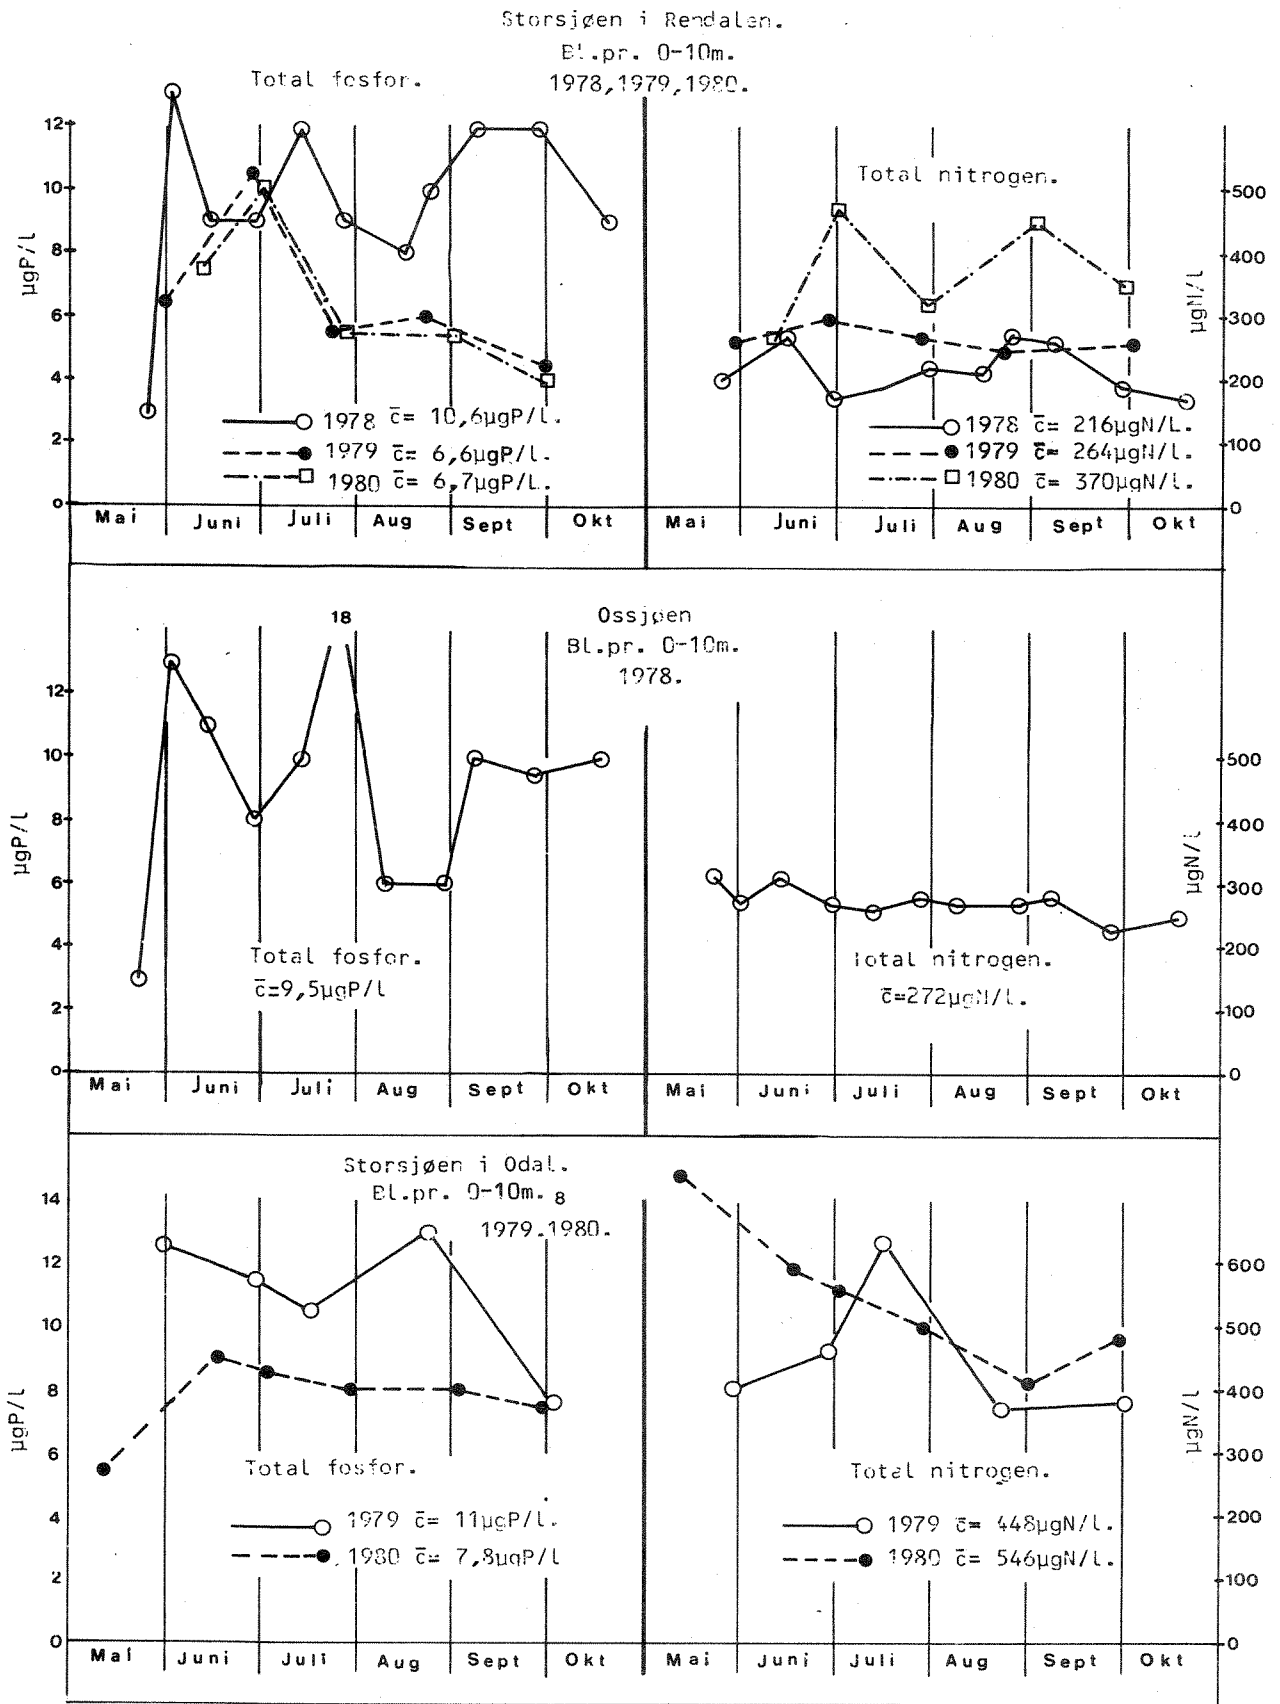 Storsjøen i Rendalen.
Bl.pr. 0-10m.
1978,1979,1980.
Total fosfor.
12
10
8
6
4
2
0
µgP/l
1978 c̄= 10,6µgP/l.
1979 c̄= 6,6µgP/l.
1980 c̄= 6,7µgP/l.
Mai Juni Juli Aug Sept Okt
Total nitrogen.
500
400
300
200
100
0
µgN/l
1978 c̄= 216µgN/l.
1979 c̄= 264µgN/l.
1980 c̄= 370µgN/l.
Mai Juni Juli Aug Sept Okt
Ossjøen
Bl.pr. 0-10m.
1978.
18
12
10
8
6
4
2
0
µgP/l
Total fosfor.
c̄=9,5µgP/l
Mai Juni Juli Aug Sept Okt
500
400
300
200
100
0
µgN/l
Total nitrogen.
c̄=272µgN/l.
Mai Juni Juli Aug Sept Okt
Storsjøen i Odal.
Bl.pr. 0-10m. 8
1979.1980.
14
12
10
8
6
4
2
0
µgP/l
Total fosfor.
1979 c̄= 11µgP/l.
1980 c̄= 7,8µgP/l
Mai Juni Juli Aug Sept Okt
600
500
400
300
200
100
0
µgN/l
Total nitrogen.
1979 c̄= 448µgN/l.
1980 c̄= 546µgN/l.
Mai Juni Juli Aug Sept Okt